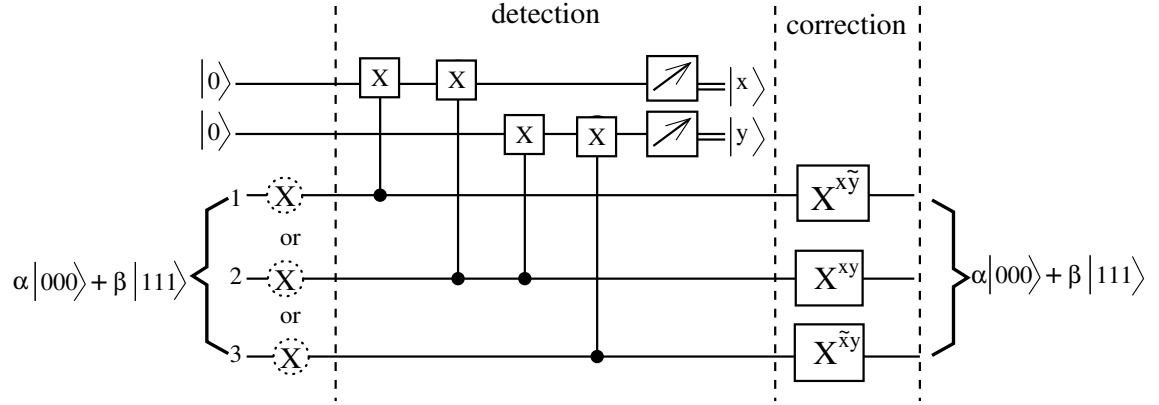 detection
correction
|0⟩ X X |x⟩
|0⟩ X X |y⟩
1 X X^{xỹ}
or
α|000⟩ + β|111⟩ 2 X X^{xy} α|000⟩ + β|111⟩
or
3 X X^{x̃y}